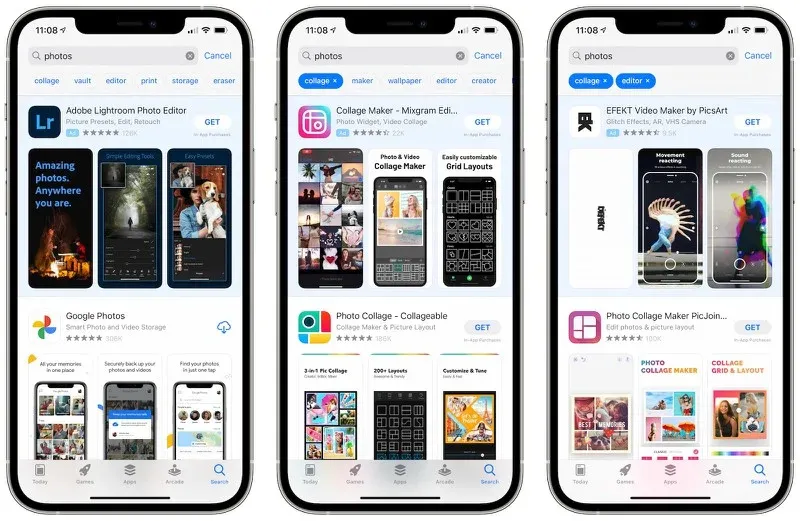 11:08
photos
Cancel
collage
vault
editor
print
storage
eraser
Lr
Adobe Lightroom Photo Editor
Picture Presets, Edit, Retouch
Ad
GET
In-App Purchases
Amazing
photos.
Anywhere
you are.
Simple Editing Tools
Easy Presets
Google Photos
Smart Photo and Video Storage
All your memories
in one place
Securely back up your
photos and videos
Find your photos
in just one tap
Today
Games
Apps
Arcade
Search
11:08
photos
Cancel
collage ×
maker
wallpaper
editor
creator
Collage Maker - Mixgram Edi...
Photo Widget, Video Collage
Ad
22K
GET
In-App Purchases
Photo & Video
Collage Maker
Easily customizable
Grid Layouts
Photo Collage - Collageable
Collage Maker & Picture Layout
186K
GET
In-App Purchases
3-in-1 Pic Collage
200+ Layouts
Customize & Tune
Today
Games
Apps
Arcade
Search
11:08
photos
Cancel
collage ×
editor ×
EFEKT Video Maker by PicsArt
Glitch Effects, AR, VHS Camera
Ad
9.5K
GET
In-App Purchases
Movement
reacting
Sound
reacting
Photo Collage Maker PicJoin...
Edit photos & picture layout
GET
In-App Purchases
BEST MEMORIES
PHOTO
COLLAGE MAKER
COLLAGE
GRID & LAYOUT
Today
Games
Apps
Arcade
Search